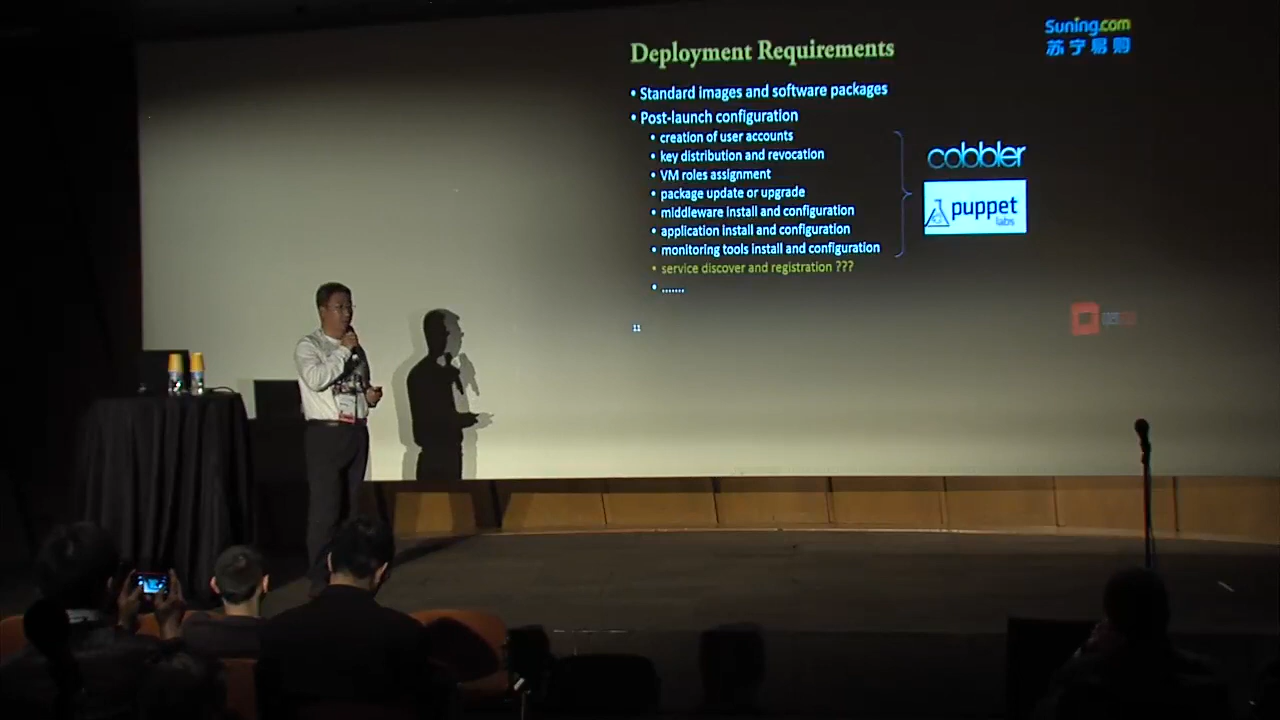 Suning.com
苏宁易购
Deployment Requirements
• Standard images and software packages
• Post-launch configuration
• creation of user accounts
• key distribution and revocation
• VM roles assignment
• package update or upgrade
• middleware install and configuration
• application install and configuration
• monitoring tools install and configuration
• service discover and registration ???
• .......
cobbler
puppet
labs
11